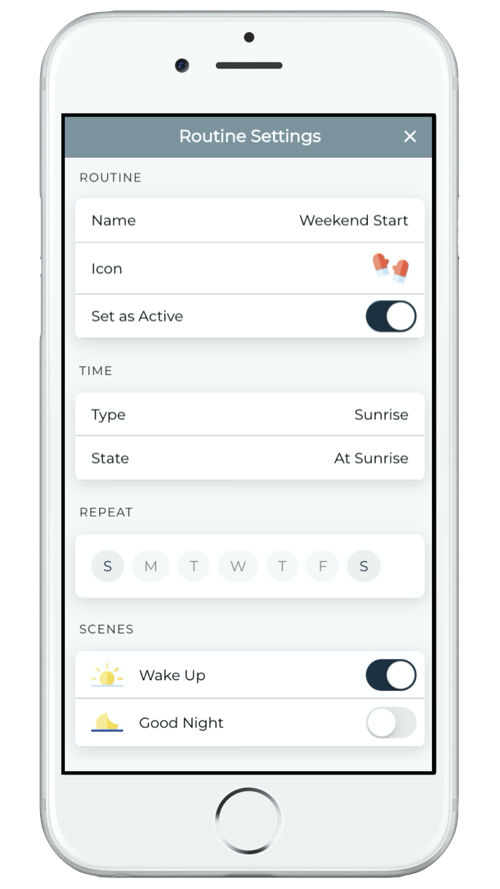 Routine Settings ×
ROUTINE
Name Weekend Start
Icon
Set as Active
TIME
Type Sunrise
State At Sunrise
REPEAT
S M T W T F S
SCENES
Wake Up
Good Night